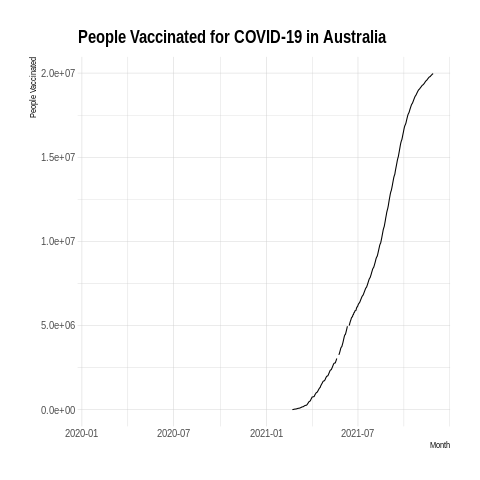 People Vaccinated for COVID-19 in Australia
People Vaccinated
2.0e+07
1.5e+07
1.0e+07
5.0e+06
0.0e+00
2020-01 2020-07 2021-01 2021-07
Month